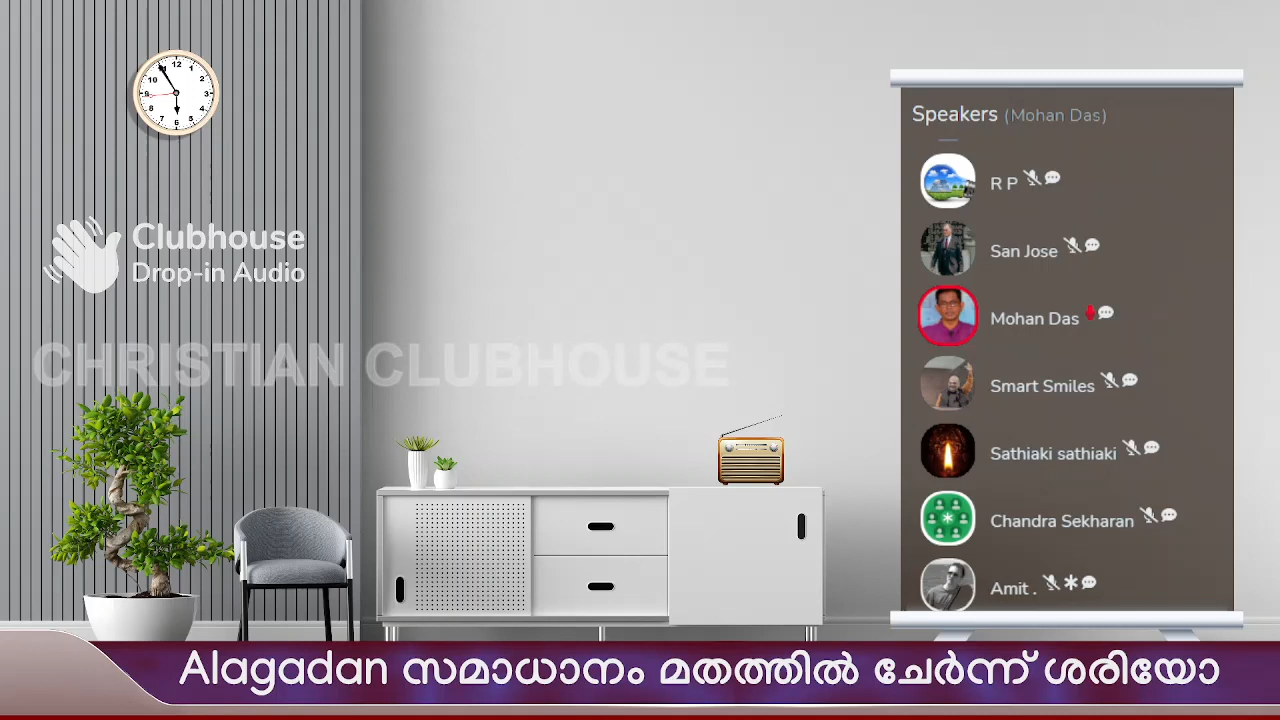 Clubhouse
Drop-in Audio
CHRISTIAN CLUBHOUSE
Speakers (Mohan Das)
R P
San Jose
Mohan Das
Smart Smiles
Sathiaki sathiaki
Chandra Sekharan
Amit .
Alagadan സമാധാനം മതത്തിൽ ചേർന്ന് ശരിയോ